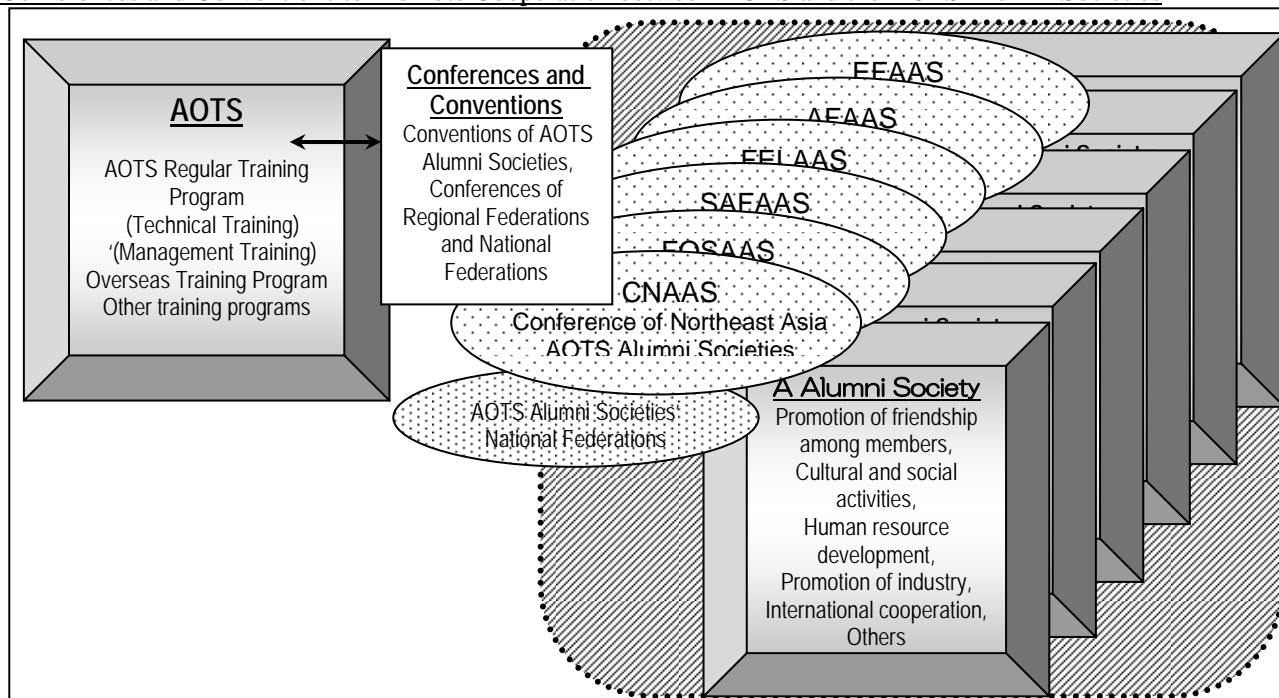 AOTS
AOTS Regular Training
Program
(Technical Training)
‘(Management Training)
Overseas Training Program
Other training programs
Conferences and
Conventions
Conventions of AOTS
Alumni Societies,
Conferences of
Regional Federations
and National
Federations
AFAAS
FELAAS
SAFAAS
FOSAAS
CNAAS
Conference of Northeast Asia
AOTS Alumni Societies
AOTS Alumni Societies
National Federations
A Alumni Society
Promotion of friendship
among members,
Cultural and social
activities,
Human resource
development,
Promotion of industry,
International cooperation,
Others